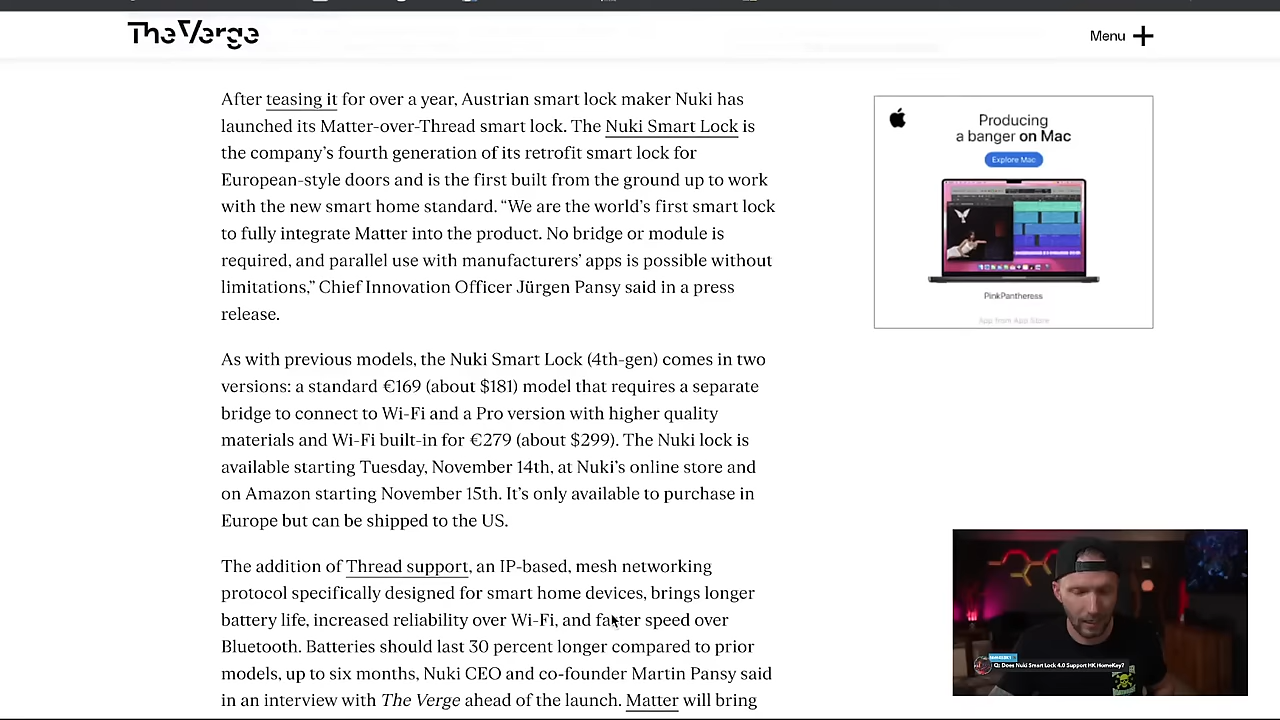 The Verge
Menu
After teasing it for over a year, Austrian smart lock maker Nuki has
launched its Matter-over-Thread smart lock. The Nuki Smart Lock is
the company’s fourth generation of its retrofit smart lock for
European-style doors and is the first built from the ground up to work
with the new smart home standard. “We are the world’s first smart lock
to fully integrate Matter into the product. No bridge or module is
required, and parallel use with manufacturers’ apps is possible without
limitations,” Chief Innovation Officer Jürgen Pansy said in a press
release.
As with previous models, the Nuki Smart Lock (4th-gen) comes in two
versions: a standard €169 (about $181) model that requires a separate
bridge to connect to Wi-Fi and a Pro version with higher quality
materials and Wi-Fi built-in for €279 (about $299). The Nuki lock is
available starting Tuesday, November 14th, at Nuki’s online store and
on Amazon starting November 15th. It’s only available to purchase in
Europe but can be shipped to the US.
The addition of Thread support, an IP-based, mesh networking
protocol specifically designed for smart home devices, brings longer
battery life, increased reliability over Wi-Fi, and faster speed over
Bluetooth. Batteries should last 30 percent longer compared to prior
models, up to six months, Nuki CEO and co-founder Martin Pansy said
in an interview with The Verge ahead of the launch. Matter will bring
Producing
a banger on Mac
Explore Mac
PinkPantheress
App from App Store
Q: Does Nuki Smart Lock 4.0 Support HK HomeKey?